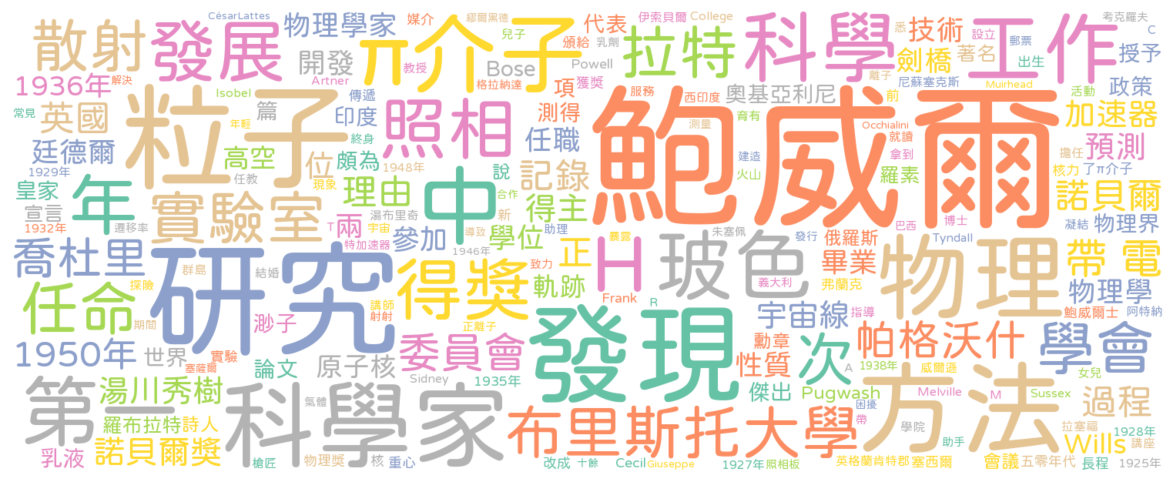 CésarLattes
物理學家
媒介
繆爾黑德
伊索貝爾
College
考克羅夫
散射
發展
π介子
兒子
頒給
代表
拉特
科學
技術
設立
郵票
C
工作
悉
1936年
解決
開發
教授
Bose
Powell
乳劑
獲獎
劍橋
著名
出生
授予
Artner
格拉納達
項
離子
尼蘇塞克斯
常見
Isobel
傳遞
服務
西印度
奧基亞利尼
前
Muirhead
活動
政策
英國
粒子
篇
印度
照相
測得
鮑威爾
測量
育有
Occhialini
就讀
加速器
年輕
終身
任職
建造
拿到
核力
擔任
預測
1929年
廷德爾
高空
位
頗為
1948年
說
火山
羅素
了π介子
皇家
任教
現象
理由
中
合作
記錄
諾貝爾
宣言
年
實驗室
兩
湯布里奇
新
得主
巴西
博士
凝結
物理界
1932年
遷移率
T
宇宙
參加
學位
助理
正
H
暴露
朱塞佩
發行
俄羅斯
Tyndall
特加速器
導致
1946年
玻色
物理
帶 電
喬杜里
研究
得獎
致力
義大利
畢業
群島
結婚
軌跡
弗蘭克
物理學
探險
講師
Frank
R
宇宙線
指導
鮑威爾士
阿特納
任命
期間
渺子
射射
正離子
發現
勳章
帕格沃什
學會
1950年
世界
實驗
塞薩爾
論文
原子核
委員會
性質
次
A
1938年
威爾遜
女兒
第一
湯川秀樹
氣體
Sidney
1935年
傑出
Pugwash
Melville
M
Sussex
過程
科學家
方法
困擾
帶
拉塞福
羅布拉特
詩人
布里斯托大學
學院
助手
Wills
1928年
講座
乳液
諾貝爾獎
槍匠
物理獎
核
重心
改成
十餘
Cecil
Giuseppe
1927年
照相板
英格蘭肯特郡
塞西爾
會議
五零年代
長程
1925年